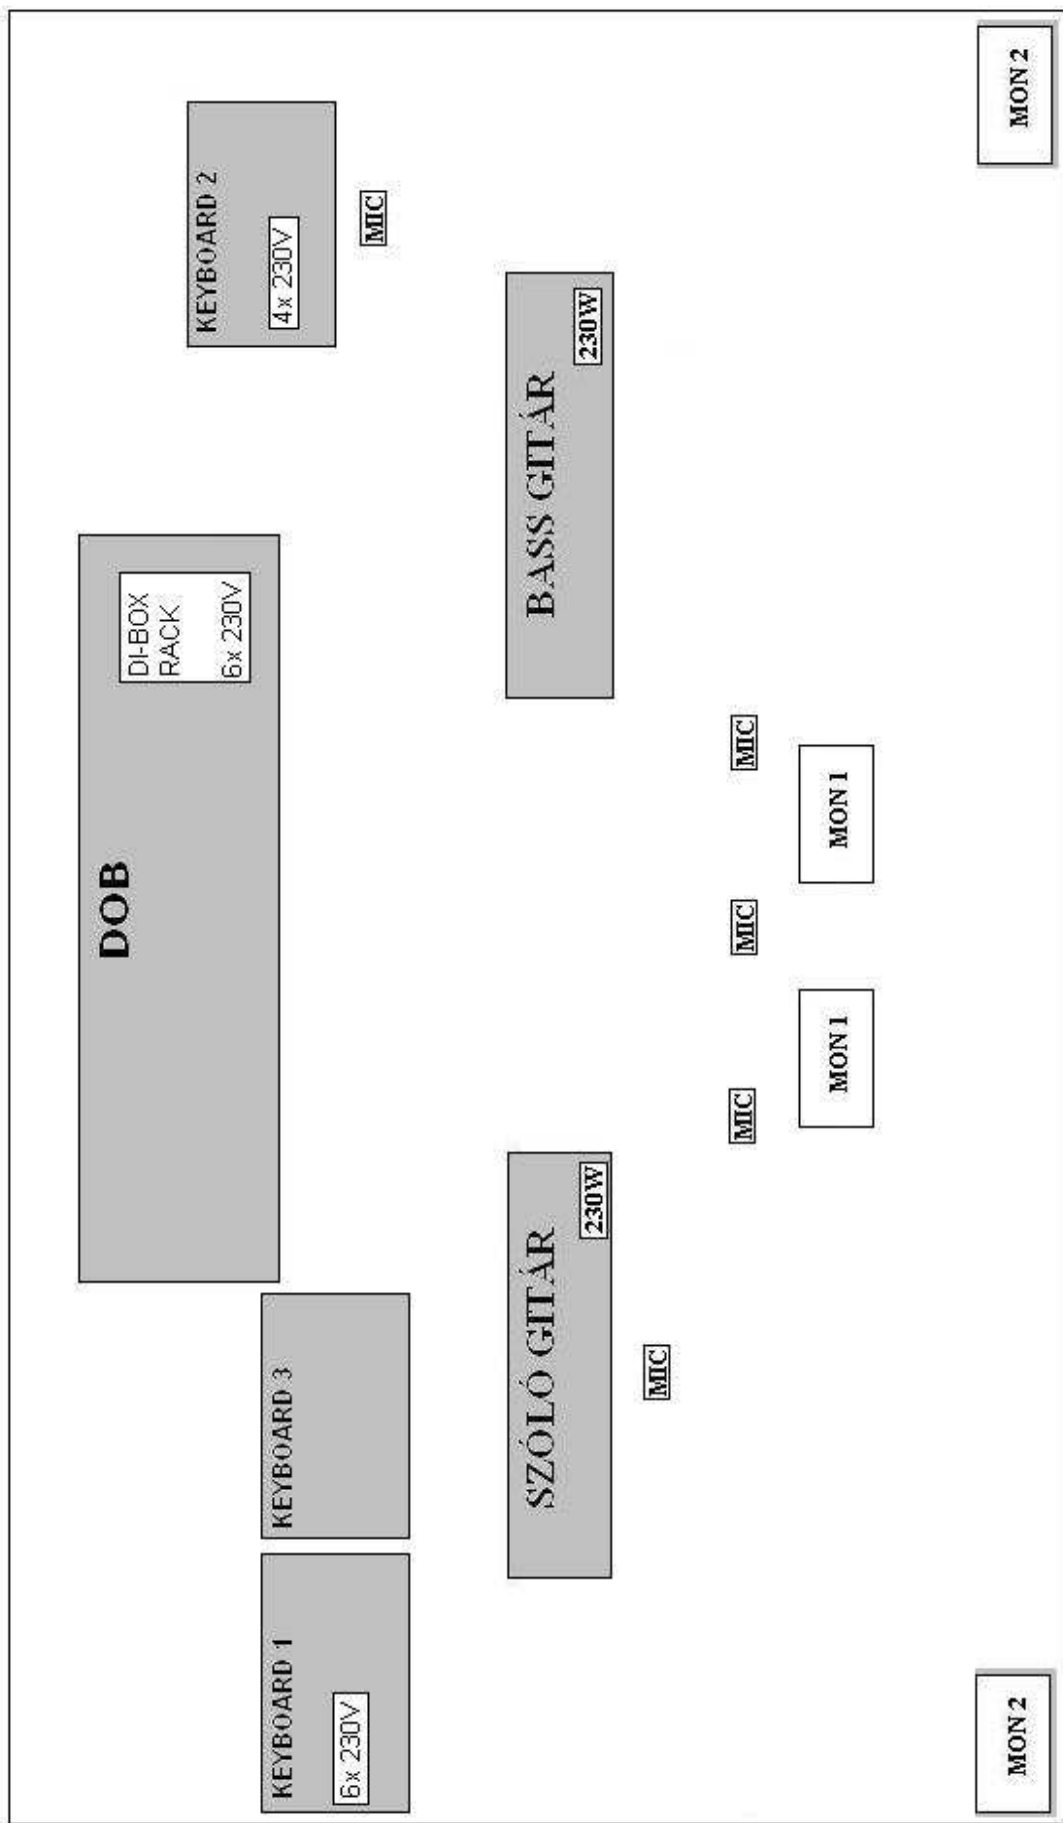 DOB
DI-BOX
RACK
6x 230V
KEYBOARD 2
4x 230V
MIC
KEYBOARD 1
6x 230V
KEYBOARD 3
SZÓLÓ GITÁR
230W
BASS GITÁR
230W
MIC
MIC
MIC
MIC
MON 1
MON 1
MON 2
MON 2